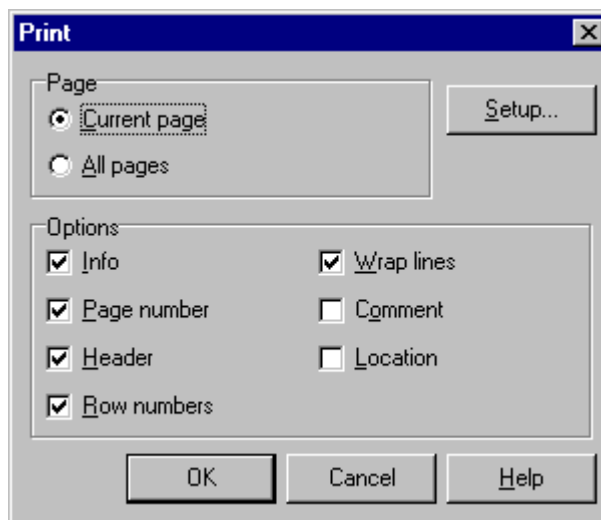 Print
Page
Current page
All pages
Setup...
Options
Info
Wrap lines
Page number
Comment
Header
Location
Row numbers
OK
Cancel
Help